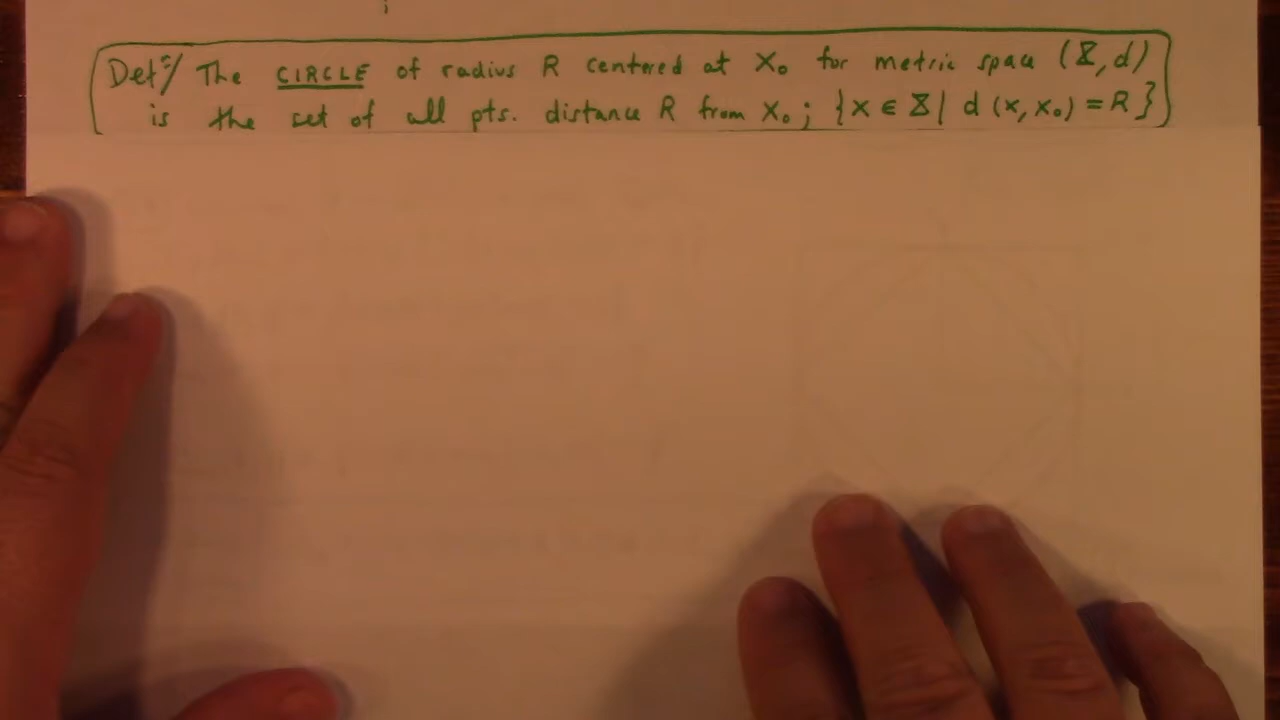 Defⁿ/ The CIRCLE of radius R centered at X₀ for metric space (X, d)
is the set of all pts. distance R from X₀; {x ∈ X | d (x, x₀) = R}